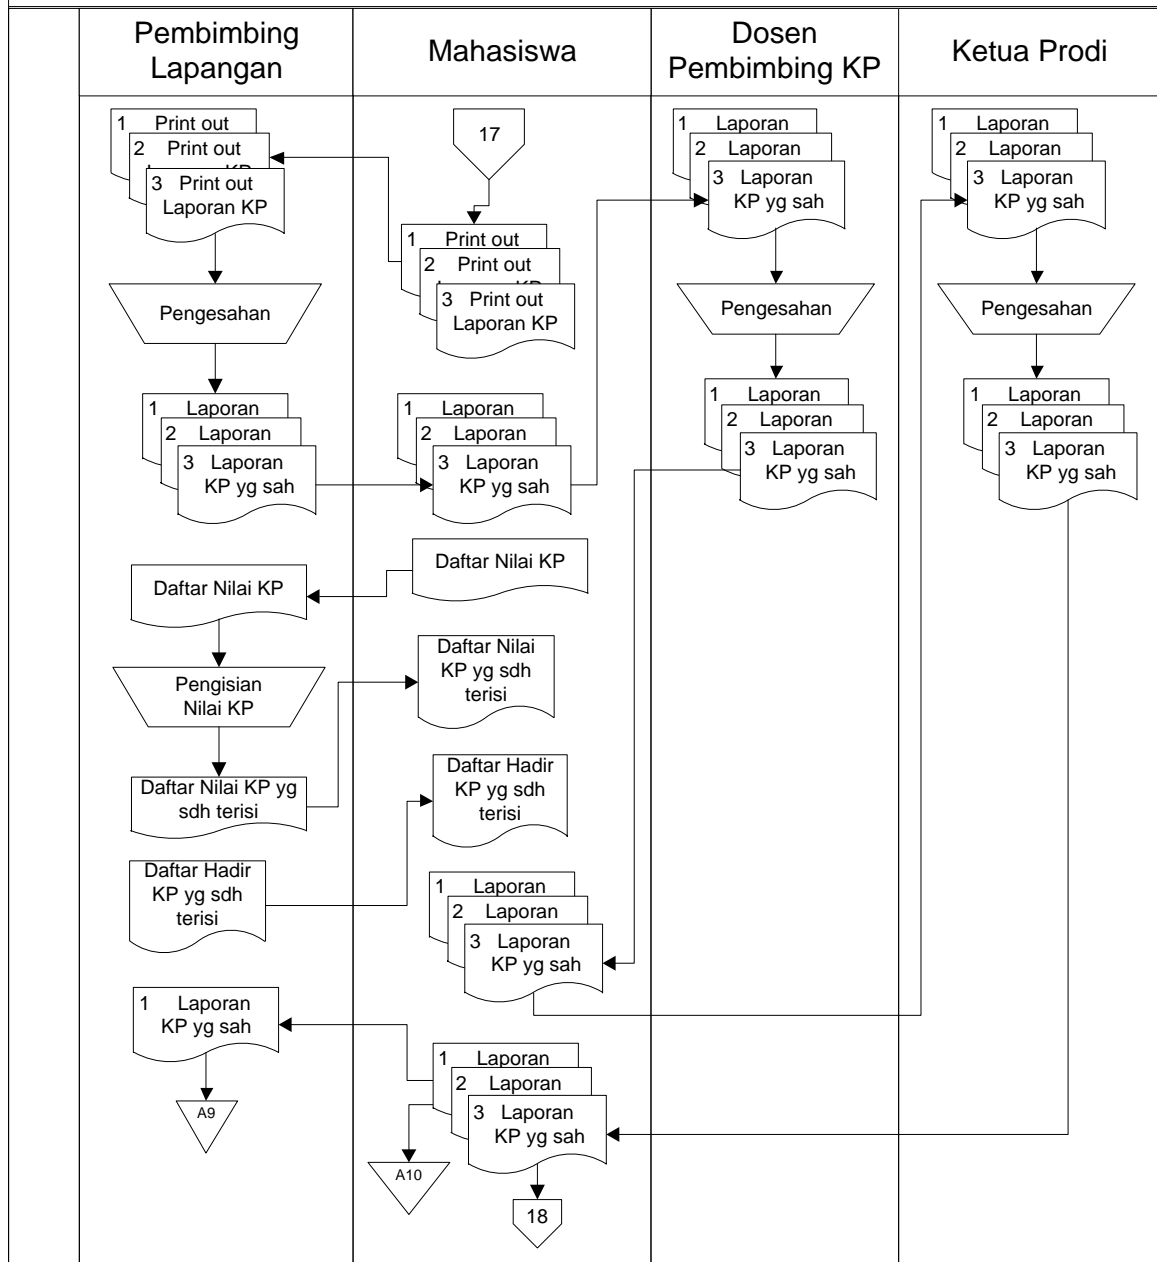 Pembimbing
Lapangan
Mahasiswa
Dosen
Pembimbing KP
Ketua Prodi
1 Print out
2 Print out
3 Print out
Laporan KP
Pengesahan
1 Laporan
2 Laporan
3 Laporan
KP yg sah
Daftar Nilai KP
Pengisian
Nilai KP
Daftar Nilai KP yg
sdh terisi
Daftar Hadir
KP yg sdh
terisi
1 Laporan
KP yg sah
A9
17
1 Print out
2 Print out
3 Print out
Laporan KP
1 Laporan
2 Laporan
3 Laporan
KP yg sah
Daftar Nilai KP
Daftar Nilai
KP yg sdh
terisi
Daftar Hadir
KP yg sdh
terisi
1 Laporan
2 Laporan
3 Laporan
KP yg sah
1 Laporan
2 Laporan
3 Laporan
KP yg sah
A10
18
1 Laporan
2 Laporan
3 Laporan
KP yg sah
Pengesahan
1 Laporan
2 Laporan
3 Laporan
KP yg sah
1 Laporan
2 Laporan
3 Laporan
KP yg sah
Pengesahan
1 Laporan
2 Laporan
3 Laporan
KP yg sah